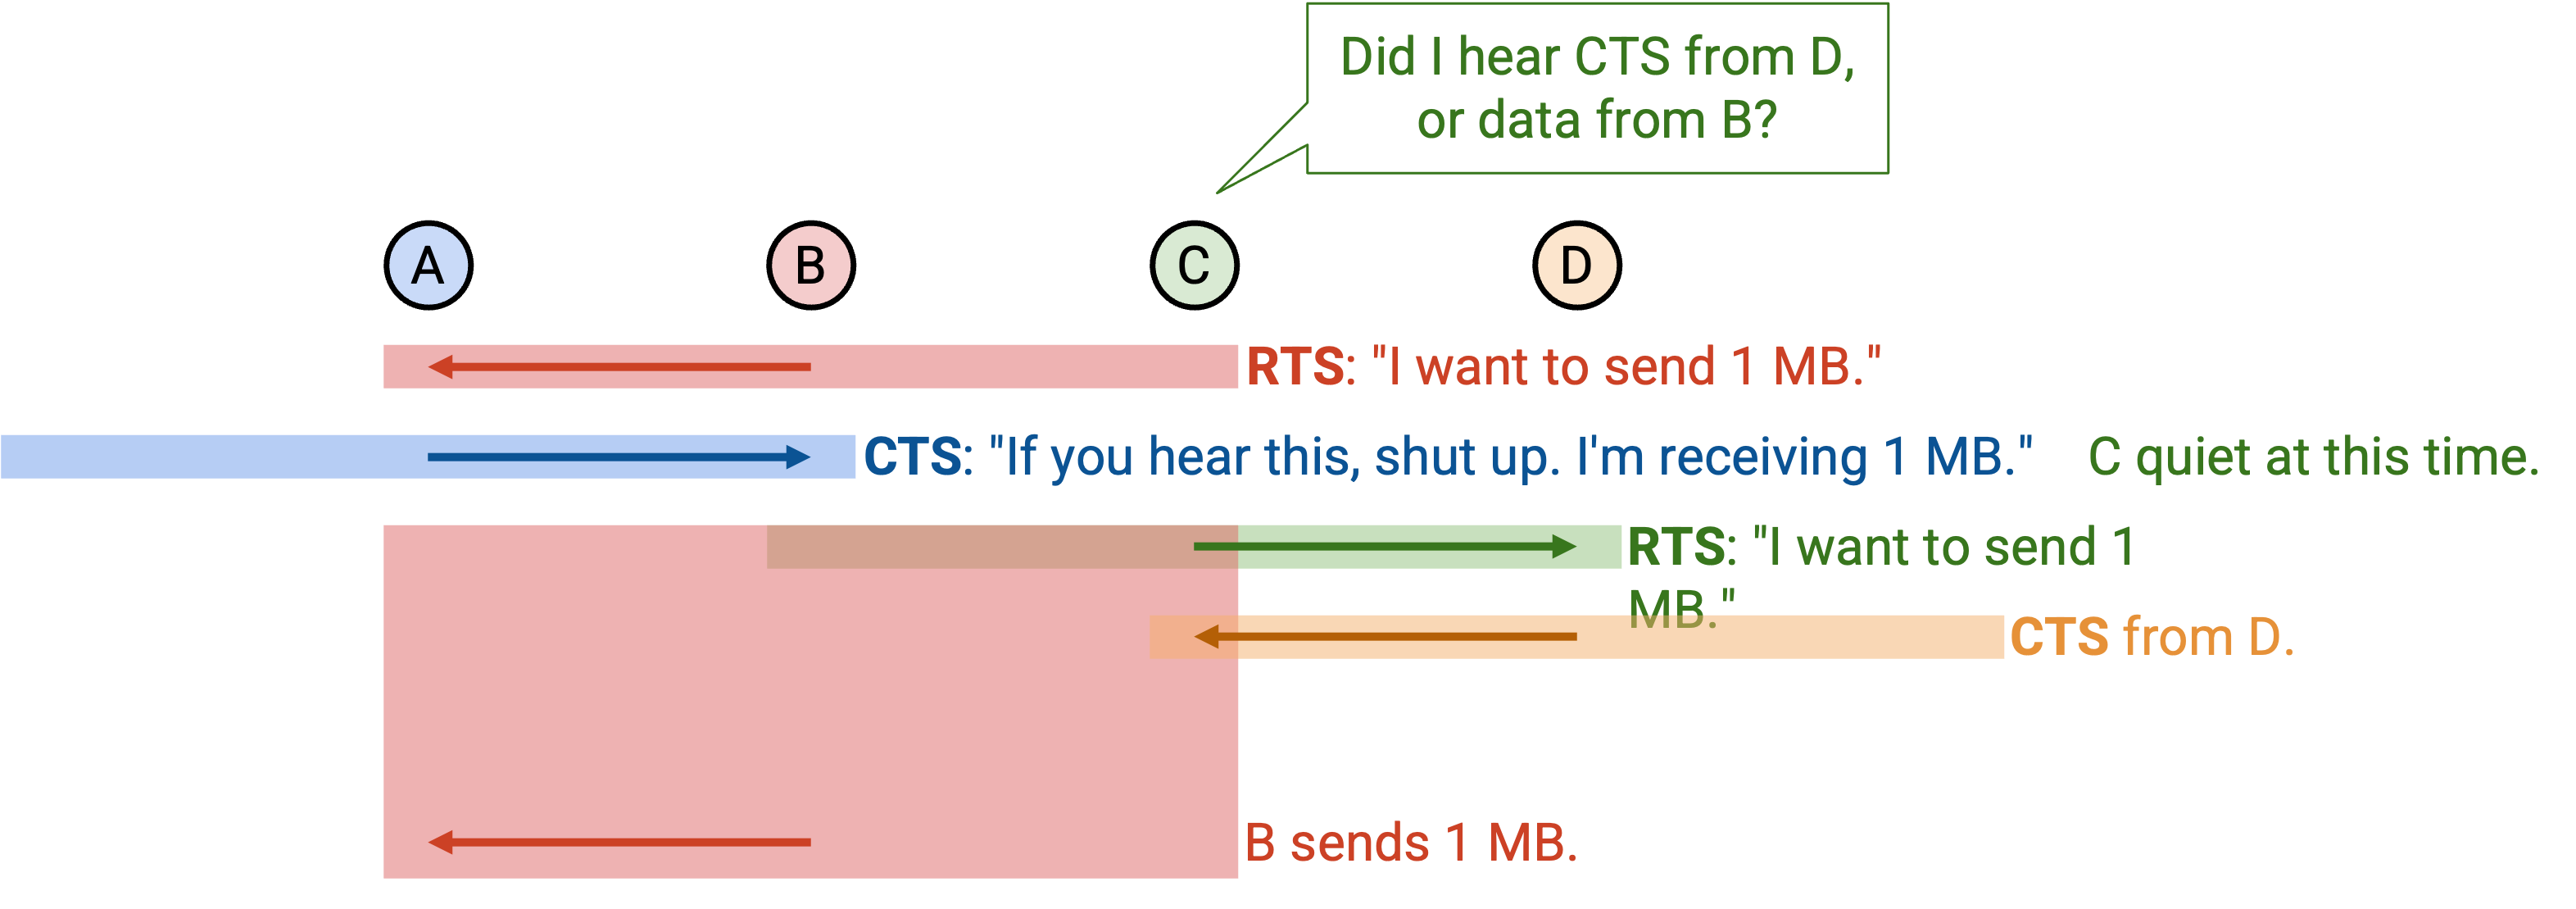 Did I hear CTS from D,
or data from B?
A
B
C
D
RTS: "I want to send 1 MB."
CTS: "If you hear this, shut up. I'm receiving 1 MB."
C quiet at this time.
RTS: "I want to send 1
MB."
CTS from D.
B sends 1 MB.